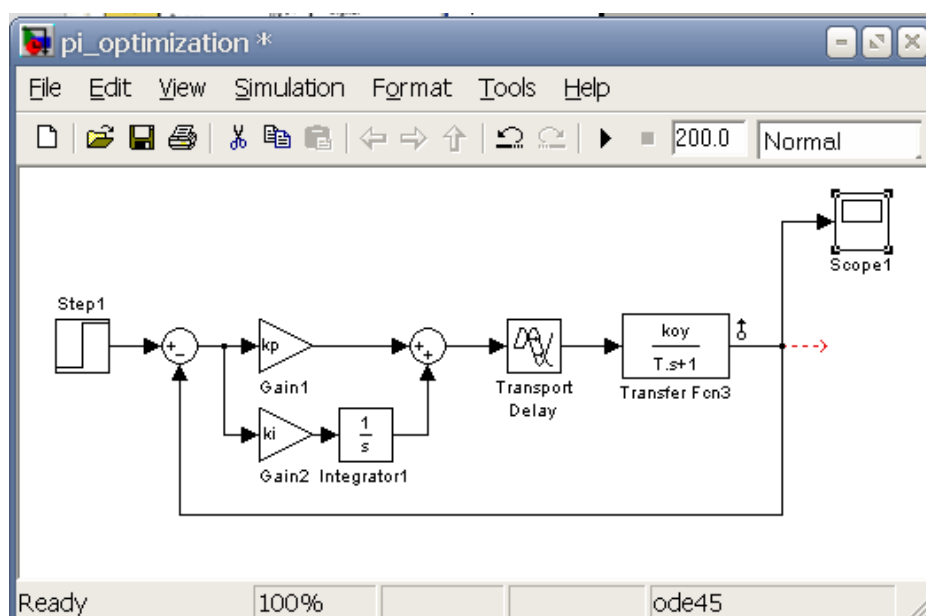 pi_optimization *
File Edit View Simulation Format Tools Help
200.0 Normal
Scope1
Step1
+
−
kp
Gain1
+
+
Transport
Delay
koy
T.s+1
Transfer Fcn3
ki
Gain2
1
s
Integrator1
Ready 100% ode45